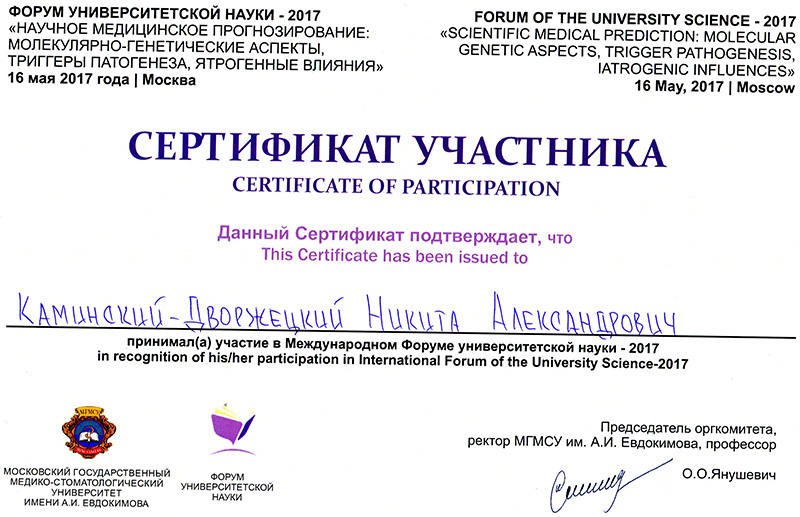 ФОРУМ УНИВЕРСИТЕТСКОЙ НАУКИ - 2017
«НАУЧНОЕ МЕДИЦИНСКОЕ ПРОГНОЗИРОВАНИЕ:
МОЛЕКУЛЯРНО-ГЕНЕТИЧЕСКИЕ АСПЕКТЫ,
ТРИГГЕРЫ ПАТОГЕНЕЗА, ЯТРОГЕННЫЕ ВЛИЯНИЯ»
16 мая 2017 года | Москва
FORUM OF THE UNIVERSITY SCIENCE - 2017
«SCIENTIFIC MEDICAL PREDICTION: MOLECULAR
GENETIC ASPECTS, TRIGGER PATHOGENESIS,
IATROGENIC INFLUENCES»
16 May, 2017 | Moscow
СЕРТИФИКАТ УЧАСТНИКА
CERTIFICATE OF PARTICIPATION
Данный Сертификат подтверждает, что
This Certificate has been issued to
Каминский-Дворжецкий Никита Александрович
принимал(а) участие в Международном Форуме университетской науки - 2017
in recognition of his/her participation in International Forum of the University Science-2017
МГМСУ
МОСКОВСКИЙ ГОСУДАРСТВЕННЫЙ
МЕДИКО-СТОМАТОЛОГИЧЕСКИЙ
УНИВЕРСИТЕТ
ИМЕНИ А.И. ЕВДОКИМОВА
ФОРУМ
УНИВЕРСИТЕТСКОЙ
НАУКИ
Председатель оргкомитета,
ректор МГМСУ им. А.И. Евдокимова, профессор
О.О.Янушевич